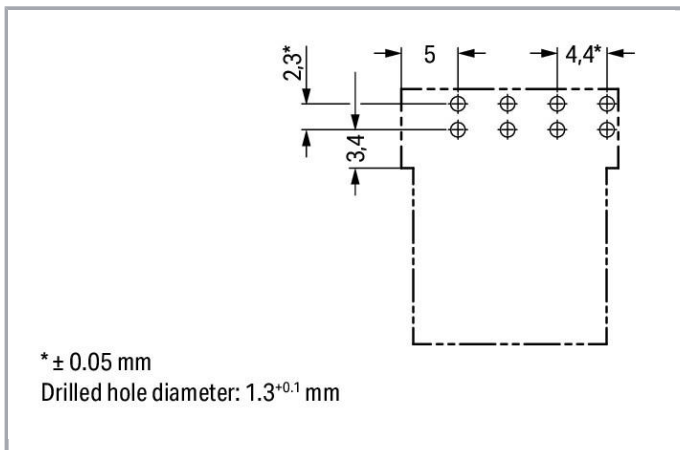 5
4,4*
2,3*
3,4
* ± 0.05 mm
Drilled hole diameter: 1.3⁺⁰·¹ mm